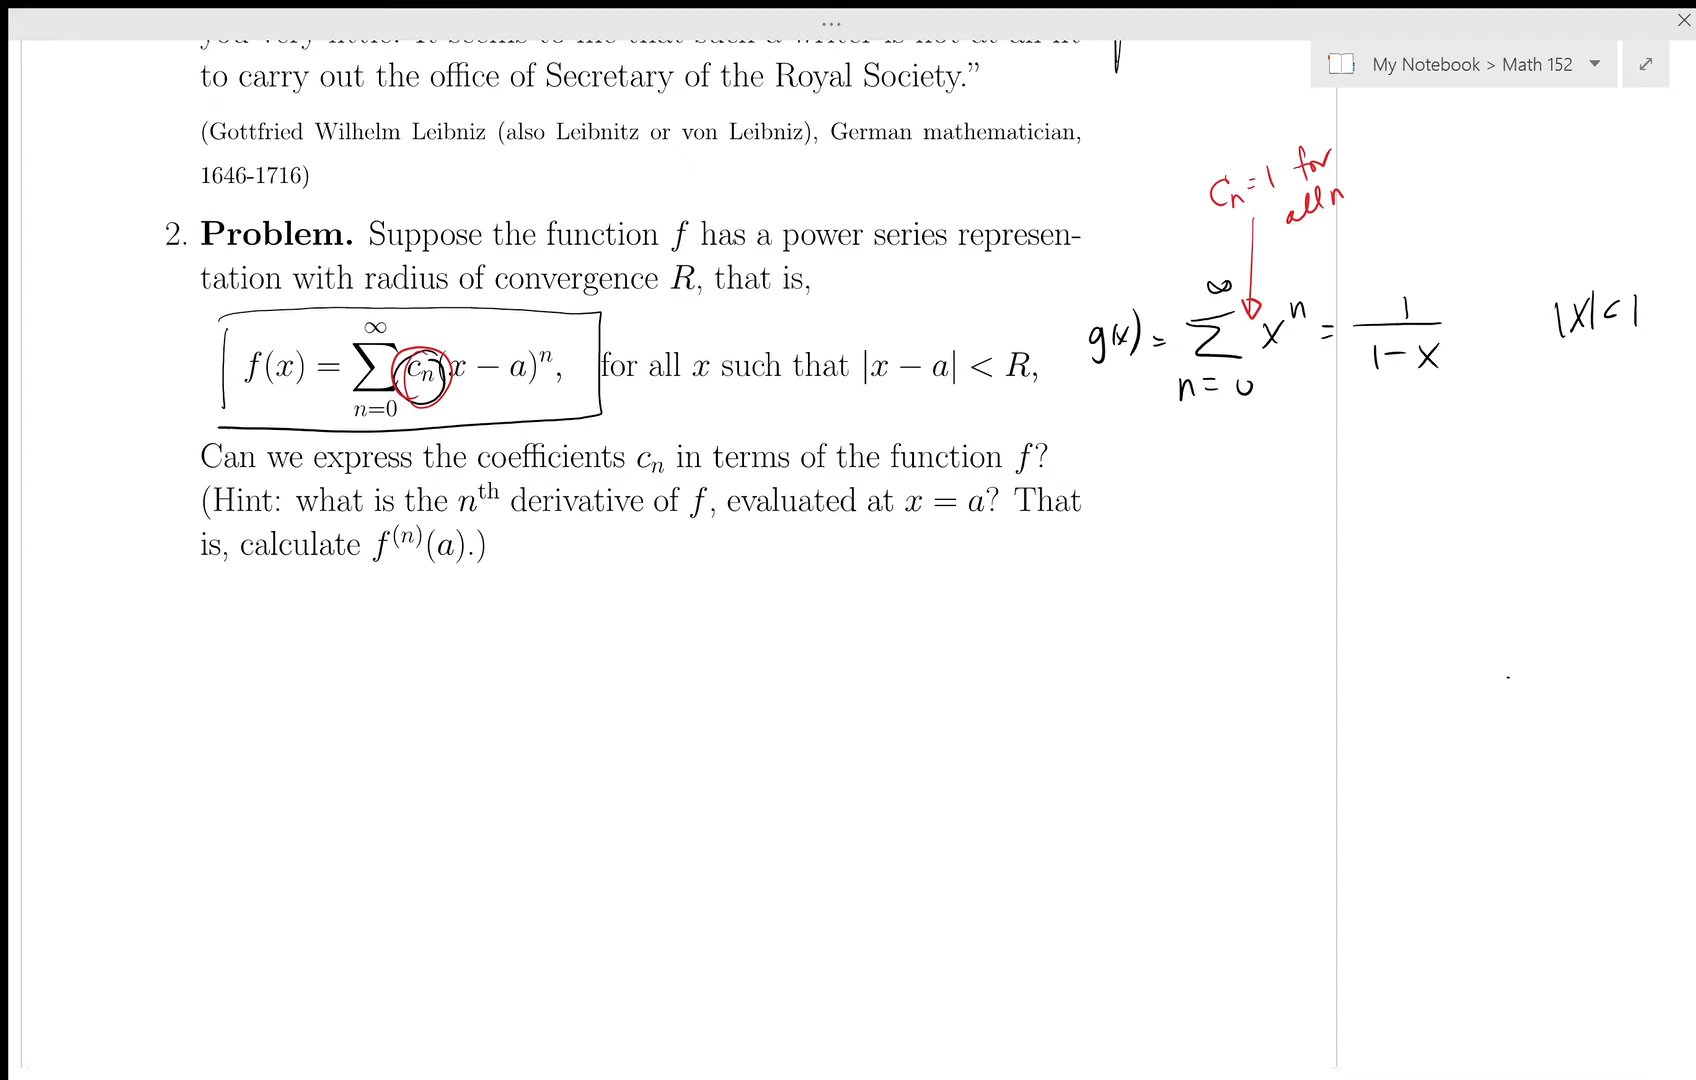 ...
My Notebook > Math 152
to carry out the office of Secretary of the Royal Society.”
(Gottfried Wilhelm Leibniz (also Leibnitz or von Leibniz), German mathematician,
1646-1716)
2. Problem. Suppose the function f has a power series represen-
tation with radius of convergence R, that is,
f(x) = ∑_{n=0}^{∞} c_n(x − a)^n, for all x such that |x − a| < R,
Can we express the coefficients c_n in terms of the function f?
(Hint: what is the n^th derivative of f, evaluated at x = a? That
is, calculate f^(n)(a).)
C_n = 1 for
all n
g(x) = ∑_{n=0}^{∞} x^n = 1/(1 − x) |x| < 1